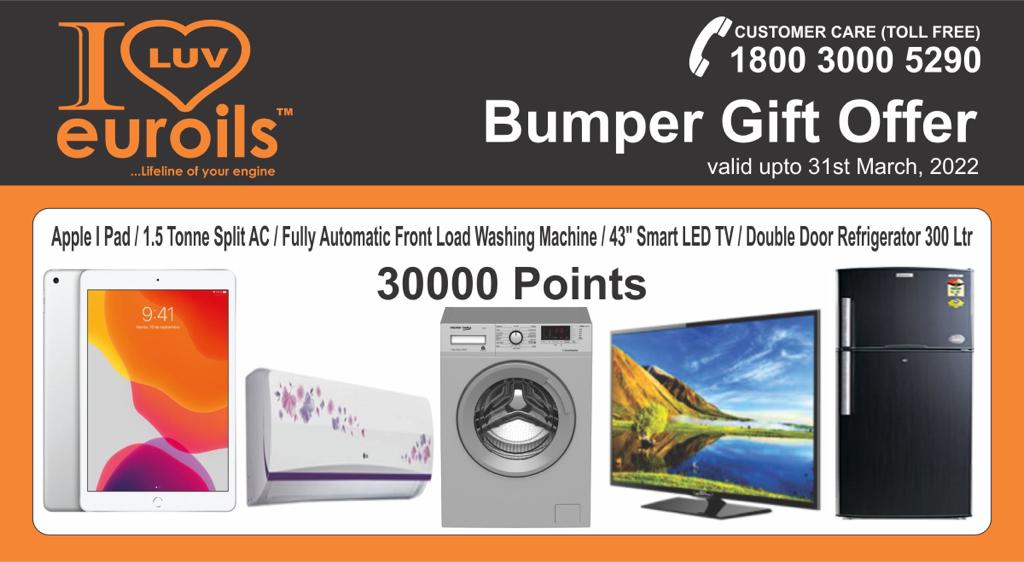 I LUV
euroils™
...Lifeline of your engine
CUSTOMER CARE (TOLL FREE)
1800 3000 5290
Bumper Gift Offer
valid upto 31st March, 2022
Apple I Pad / 1.5 Tonne Split AC / Fully Automatic Front Load Washing Machine / 43" Smart LED TV / Double Door Refrigerator 300 Ltr
30000 Points
9:41